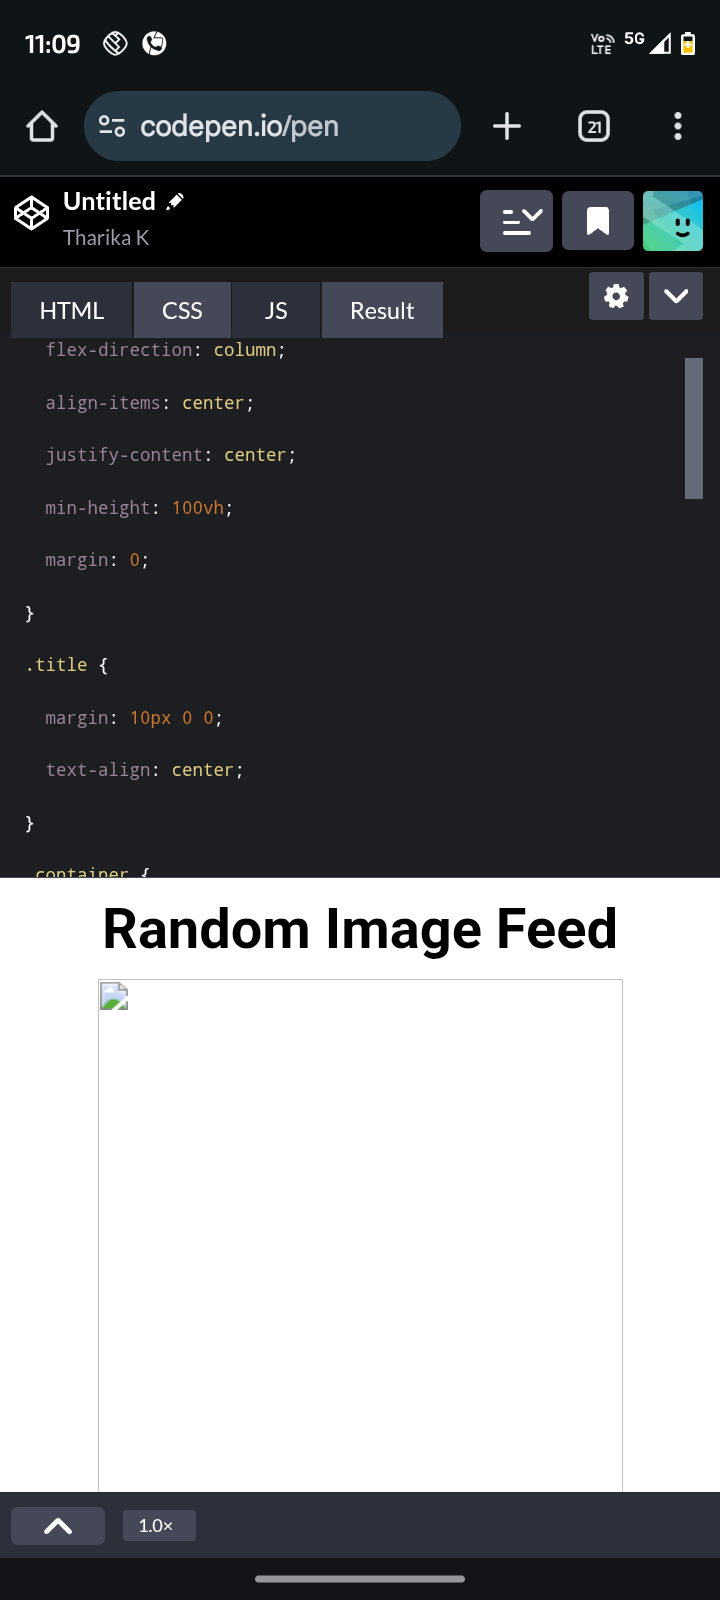 11:09
Vo LTE
5G
codepen.io/pen
21
Untitled
Tharika K
HTML
CSS
JS
Result
flex-direction: column;
align-items: center;
justify-content: center;
min-height: 100vh;
margin: 0;
}
.title {
margin: 10px 0 0;
text-align: center;
}
.container {
Random Image Feed
1.0×